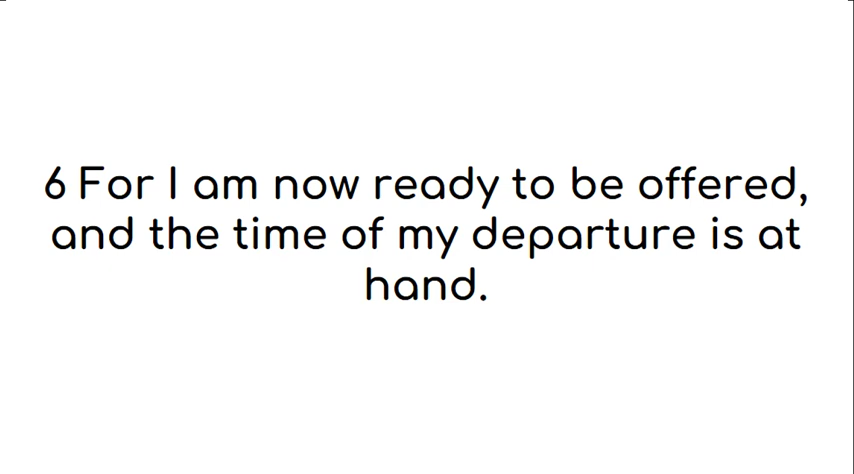 6 For I am now ready to be offered,
and the time of my departure is at
hand.